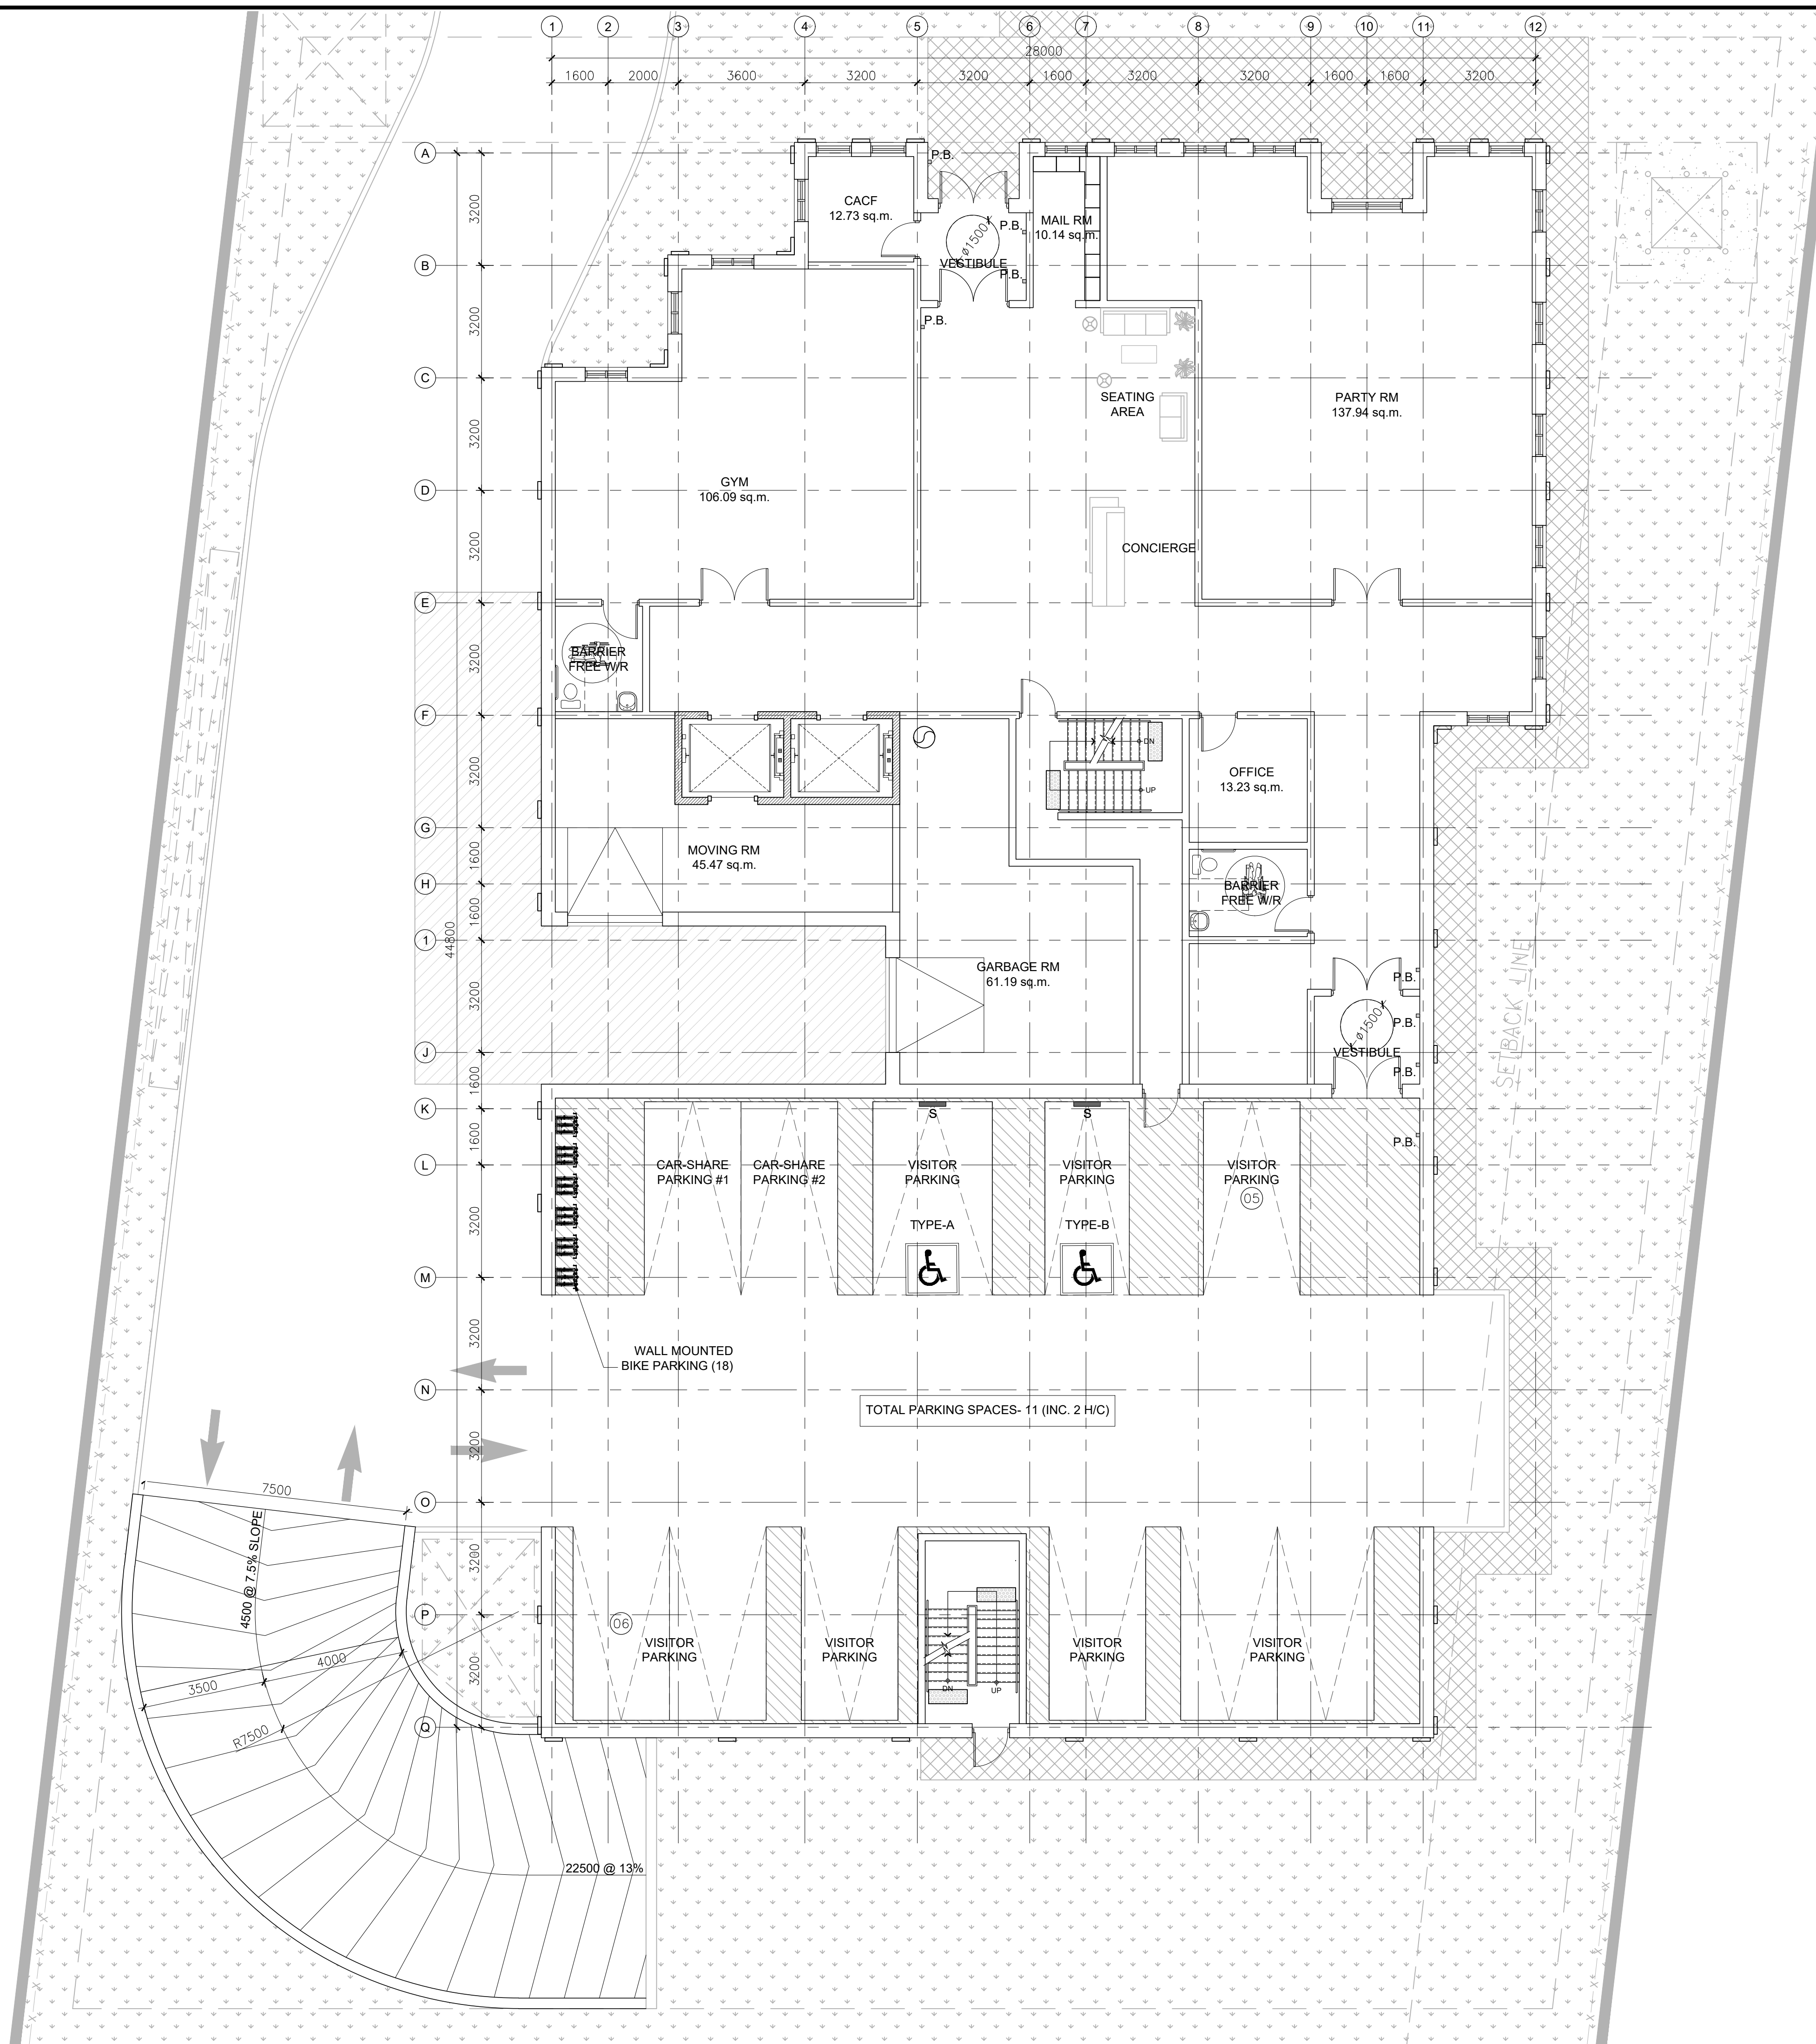 1 2 3 4 5 6 7 8 9 10 11 12
28000
1600 2000 3600 3200 3200 1600 3200 3200 1600 1600 3200
A
P.B.
3200
CACF
12.73 sq.m.
MAIL RM
10.14 sq.m.
P.B.
ø1500
B
VESTIBULE
P.B.
3200
P.B.
C
SEATING
AREA
PARTY RM
137.94 sq.m.
3200
GYM
106.09 sq.m.
D
3200
CONCIERGE
E
BARRIER
FREE W/R
3200
F
DN
OFFICE
13.23 sq.m.
3200
UP
G
MOVING RM
45.47 sq.m.
1600
H
BARRIER
FREE W/R
1600
44800
1
SETBACK LINE
GARBAGE RM
61.19 sq.m.
P.B.
3200
ø1500
P.B.
J
VESTIBULE
P.B.
1600
K
S
S
1600
P.B.
L
CAR-SHARE
PARKING #1
CAR-SHARE
PARKING #2
VISITOR
PARKING
VISITOR
PARKING
VISITOR
PARKING
05
3200
TYPE-A
TYPE-B
M
3200
WALL MOUNTED
BIKE PARKING (18)
N
TOTAL PARKING SPACES- 11 (INC. 2 H/C)
3200
7500
O
4500 @ 7.5% SLOPE
3200
P
06
VISITOR
PARKING
VISITOR
PARKING
VISITOR
PARKING
VISITOR
PARKING
4000
3500
3200
DN
UP
R7500
Q
22500 @ 13%